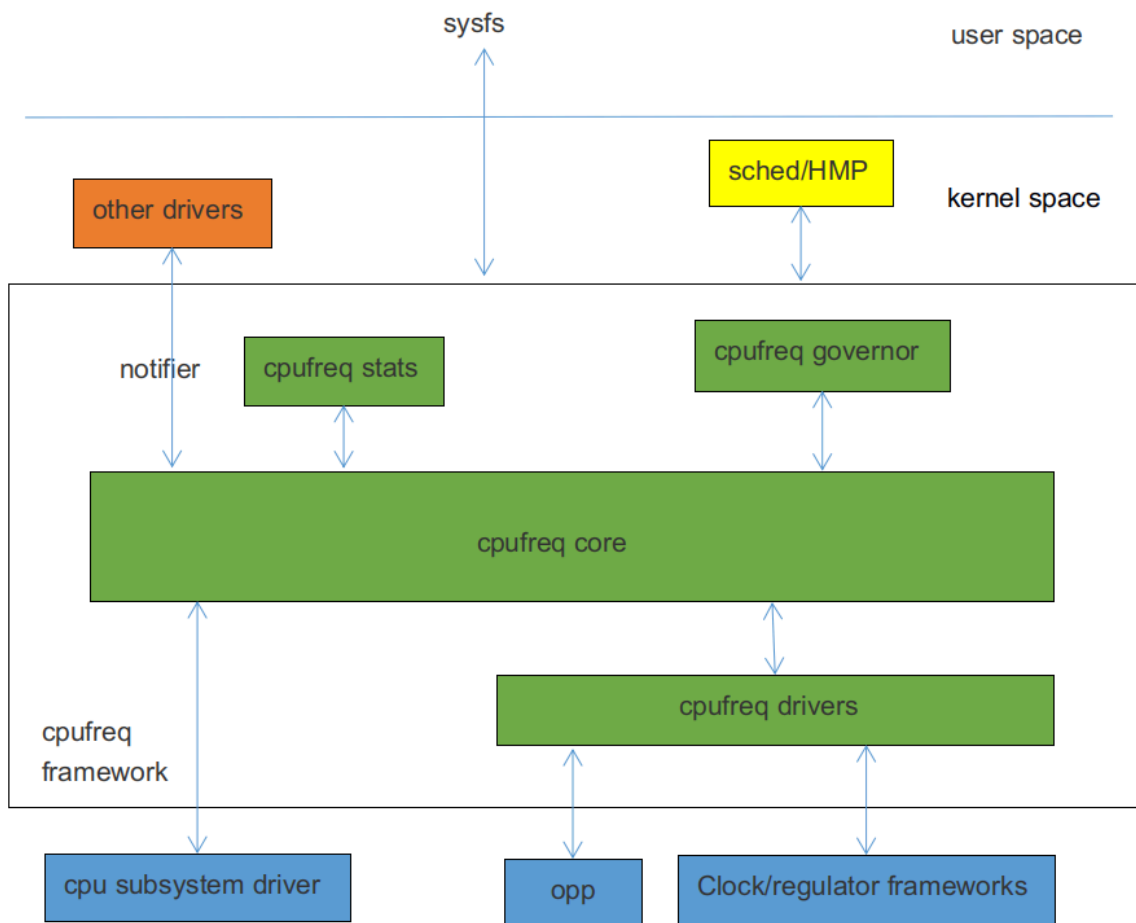 sysfs
user space
sched/HMP
other drivers
kernel space
notifier
cpufreq stats
cpufreq governor
cpufreq core
cpufreq drivers
cpufreq
framework
cpu subsystem driver
opp
Clock/regulator frameworks